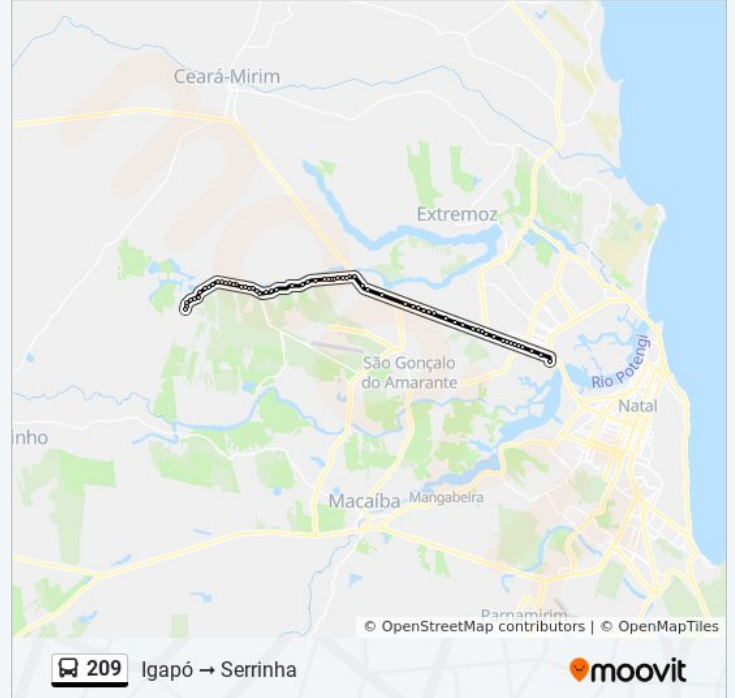 Ceará-Mirim
Extremoz
São Gonçalo
do Amarante
Rio Potengi
Natal
inho
Macaíba
Mangabeira
Parnamirim
© OpenStreetMap contributors | © OpenMapTiles
209 Igapó → Serrinha
moovit